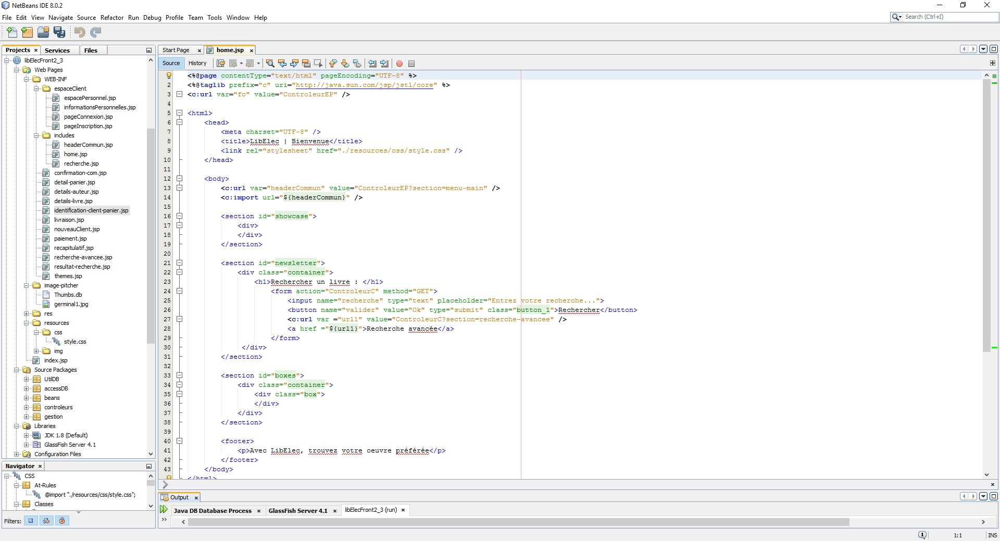 NetBeans IDE 8.0.2
File Edit View Navigate Source Refactor Run Debug Profile Team Tools Window Help
Search (Ctrl+I)
Projects Services Files
libElecFront2_3
Web Pages
WEB-INF
espaceClient
espacePersonnel.jsp
informationsPersonnelles.jsp
pageConnexion.jsp
pageInscription.jsp
includes
headerCommun.jsp
home.jsp
recherche.jsp
confirmation-com.jsp
detail-panier.jsp
details-auteur.jsp
details-livre.jsp
identification-client-panier.jsp
livraison.jsp
nouveauClient.jsp
paiement.jsp
recapitulatif.jsp
recherche-avancee.jsp
resultat-recherche.jsp
themes.jsp
image-pitcher
Thumbs.db
germinal1.jpg
res
resources
css
style.css
img
index.jsp
Source Packages
UtilDB
accessDB
beans
controleurs
gestion
Libraries
JDK 1.8 (Default)
GlassFish Server 4.1
Configuration Files
Navigator
CSS
At-Rules
@import "./resources/css/style.css";
Classes
Filters:
Start Page home.jsp
Source History
<%@page contentType="text/html" pageEncoding="UTF-8" %>
2 <%@taglib prefix="c" uri="http://java.sun.com/jsp/jstl/core" %>
3 <c:url var="fc" value="ControleurEP" />
4
5 <html>
6 <head>
7 <meta charset="UTF-8" />
8 <title>LibElec | Bienvenue</title>
9 <link rel="stylesheet" href="./resources/css/style.css" />
10 </head>
11
12 <body>
13 <c:url var="headerCommun" value="ControleurEP?section=menu-main" />
14 <c:import url="${headerCommun}" />
15
16 <section id="showcase">
17 <div>
18 </div>
19 </section>
20
21 <section id="newsletter">
22 <div class="container">
23 <h1>Rechercher un livre : </h1>
24 <form action="ControleurC" method="GET">
25 <input name="recherche" type="text" placeholder="Entrez votre recherche...">
26 <button name="valider" value="Ok" type="submit" class="button_1">Rechercher</button>
27 <c:url var ="url1" value="ControleurC?section=recherche-avancee" />
28 <a href ="${url1}">Recherche avancée</a>
29 </form>
30 </div>
31 </section>
32
33 <section id="boxes">
34 <div class="container">
35 <div class="box">
36 </div>
37 </div>
38 </section>
39
40 <footer>
41 <p>Avec LibElec, trouvez votre oeuvre préférée</p>
42 </footer>
43 </body>
</html>
Output
Java DB Database Process GlassFish Server 4.1 libElecFront2_3 (run)
1 1:1 INS